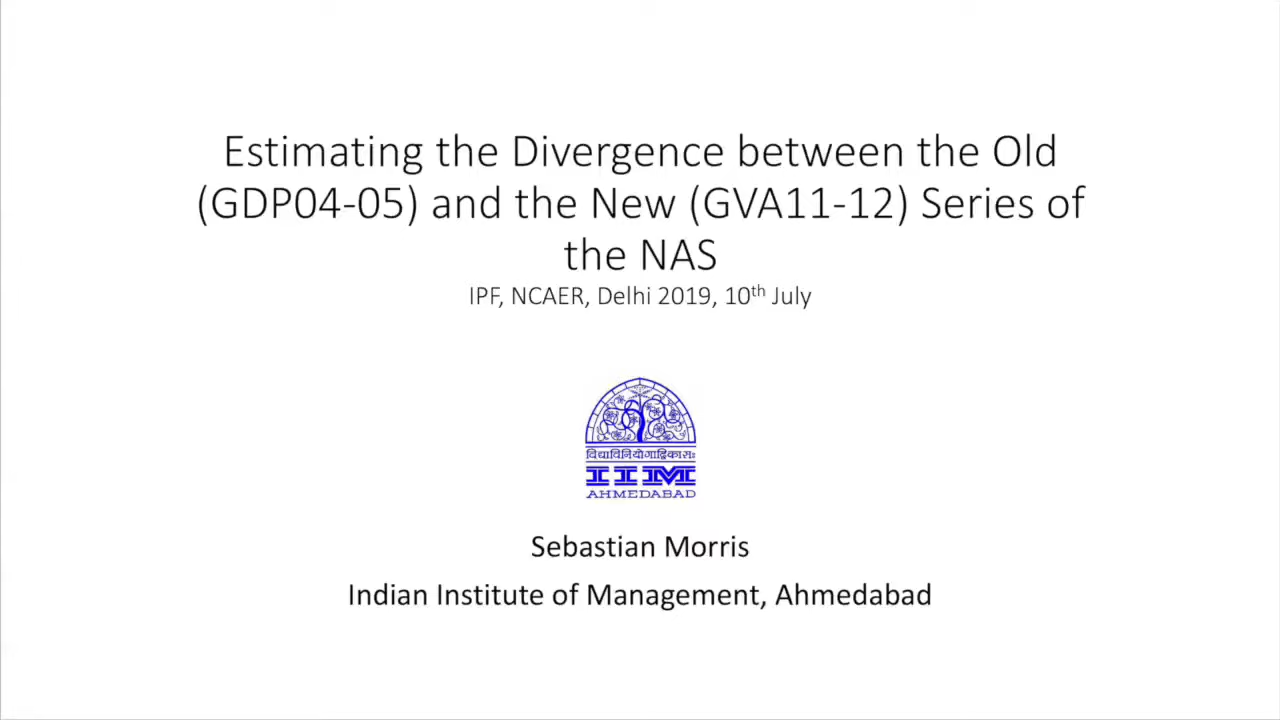 Estimating the Divergence between the Old
(GDP04-05) and the New (GVA11-12) Series of
the NAS
IPF, NCAER, Delhi 2019, 10th July
विद्याविनियोगाद्विकासः
IIM
AHMEDABAD
Sebastian Morris
Indian Institute of Management, Ahmedabad